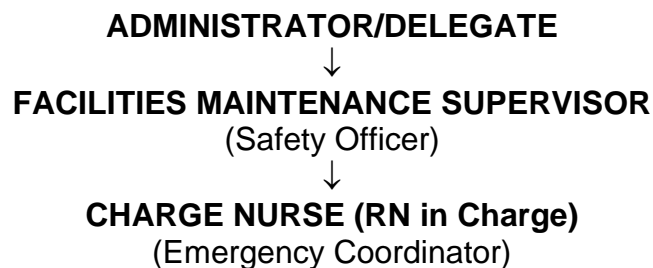 ADMINISTRATOR/DELEGATE
↓
FACILITIES MAINTENANCE SUPERVISOR
(Safety Officer)
↓
CHARGE NURSE (RN in Charge)
(Emergency Coordinator)